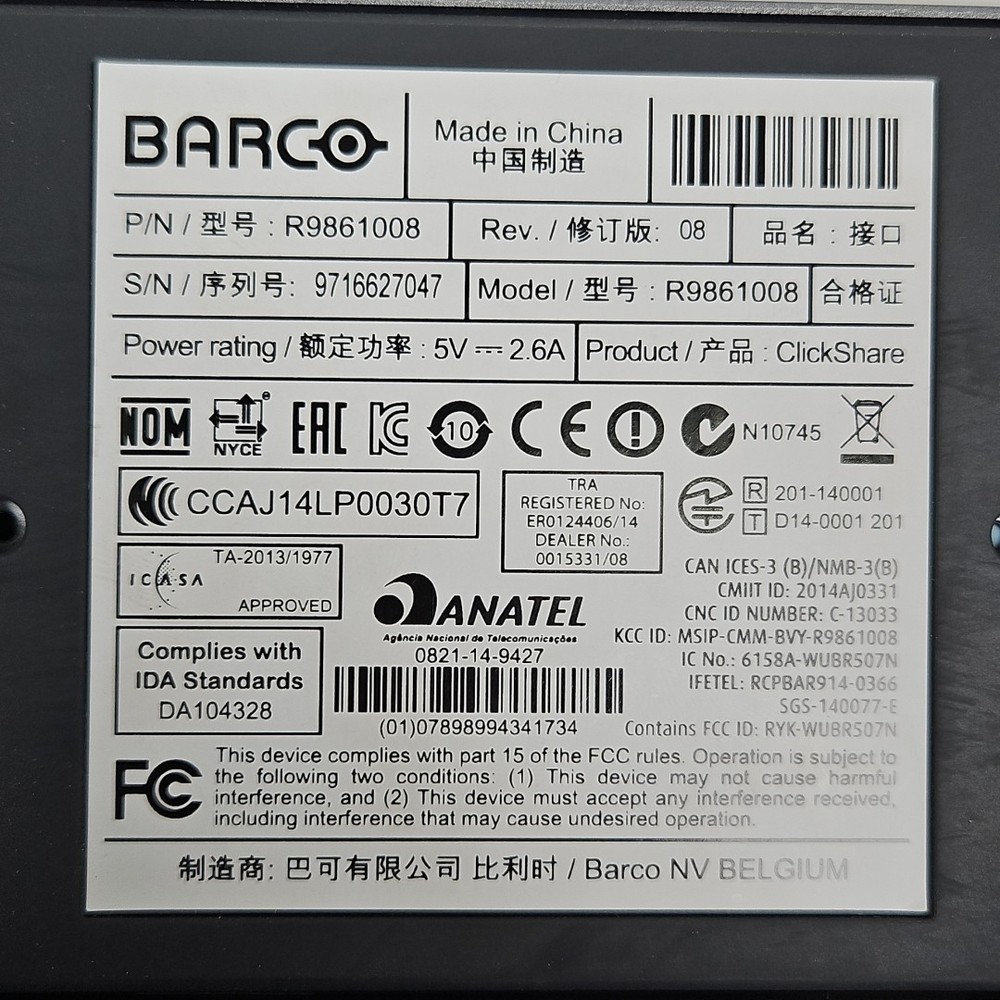 BARCO
Made in China
中国制造
P/N / 型号 : R9861008
Rev. / 修订版: 08
品名 : 接口
S/N / 序列号: 9716627047
Model / 型号 : R9861008
合格证
Power rating / 额定功率 : 5V ⎓ 2.6A
Product / 产品 : ClickShare
NOM
NYCE
EAC
KC
10
CE
N10745
CCAJ14LP0030T7
TRA
REGISTERED No:
ER0124406/14
DEALER No.:
0015331/08
R 201-140001
T D14-0001 201
TA-2013/1977
ICASA
APPROVED
ANATEL
Agência Nacional de Telecomunicações
0821-14-9427
(01)07898994341734
CAN ICES-3 (B)/NMB-3(B)
CMIIT ID: 2014AJ0331
CNC ID NUMBER: C-13033
KCC ID: MSIP-CMM-BVY-R9861008
IC No.: 6158A-WUBR507N
IFETEL: RCPBAR914-0366
SGS-140077-E
Contains FCC ID: RYK-WUBR507N
Complies with
IDA Standards
DA104328
FC
This device complies with part 15 of the FCC rules. Operation is subject to
the following two conditions: (1) This device may not cause harmful
interference, and (2) This device must accept any interference received,
including interference that may cause undesired operation.
制造商: 巴可有限公司 比利时 / Barco NV BELGIUM